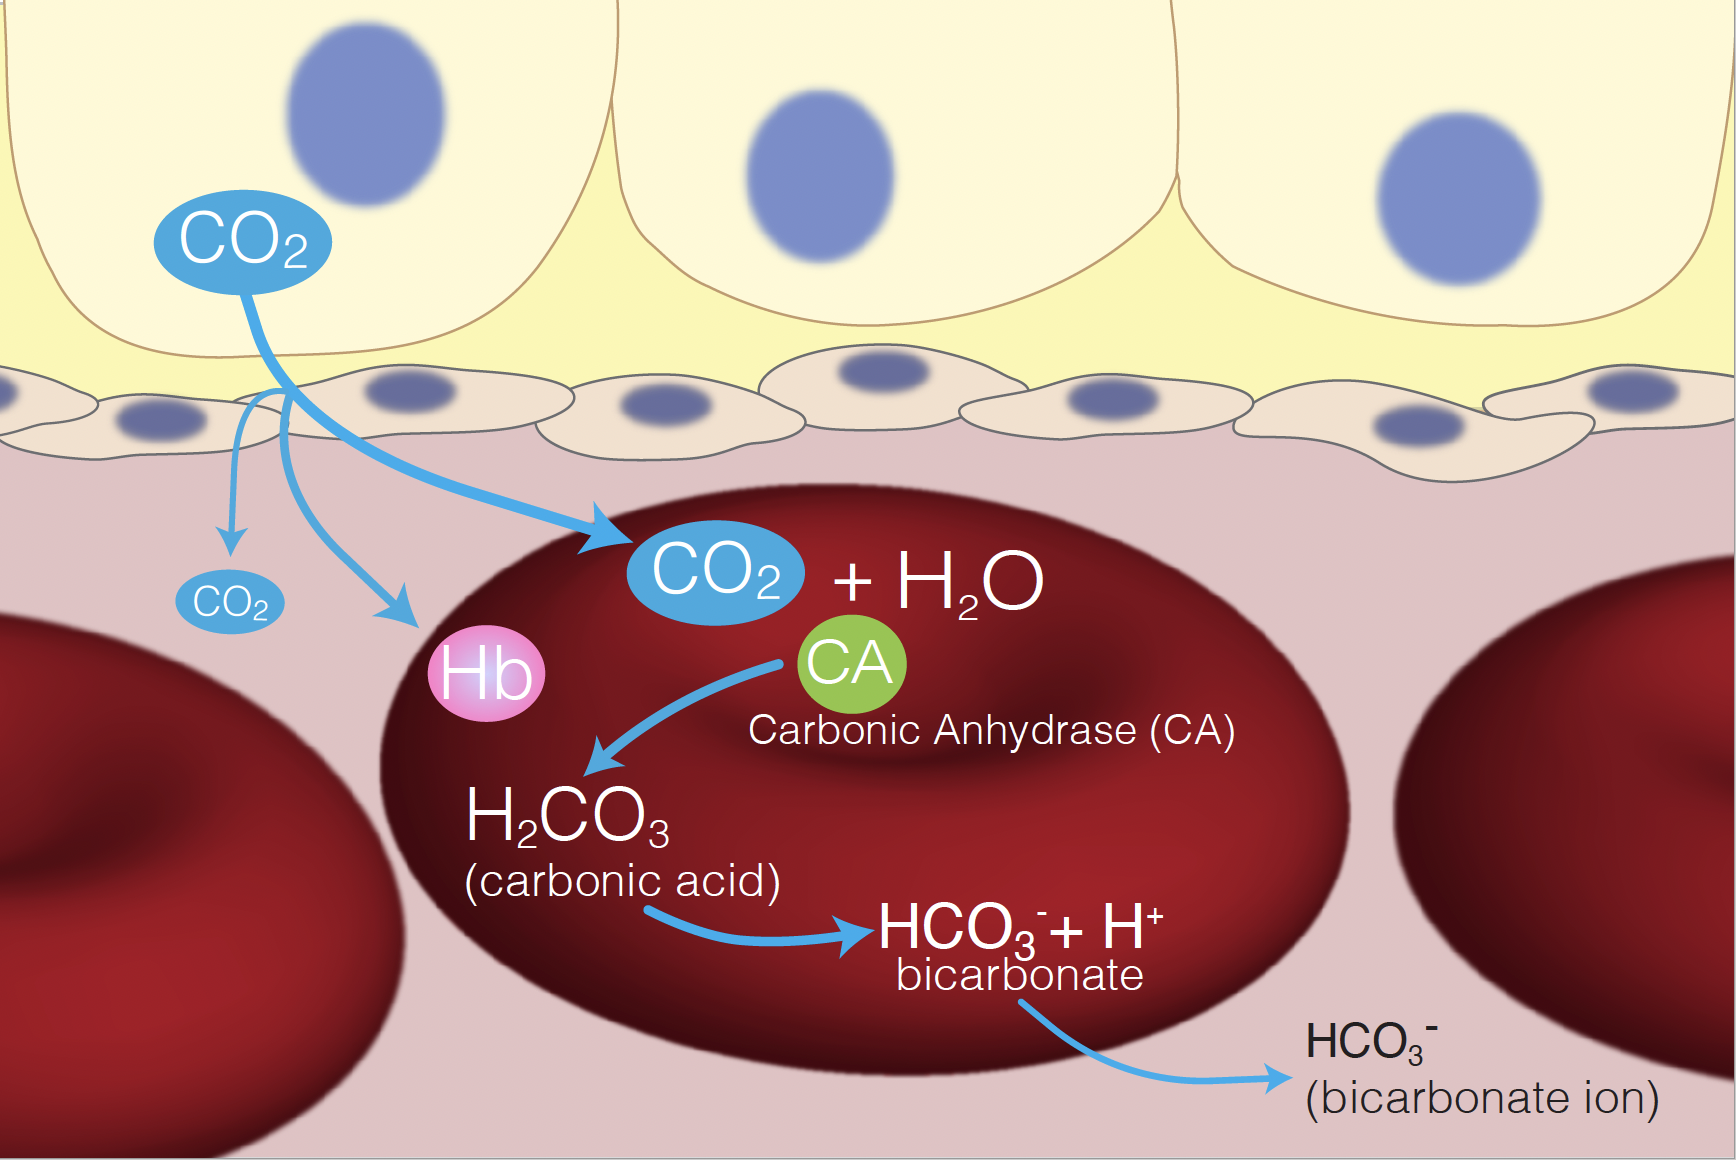 CO₂
CO₂ + H₂O
CO₂
Hb
CA
Carbonic Anhydrase (CA)
H₂CO₃
(carbonic acid)
HCO₃⁻+ H⁺
bicarbonate
HCO₃⁻
(bicarbonate ion)